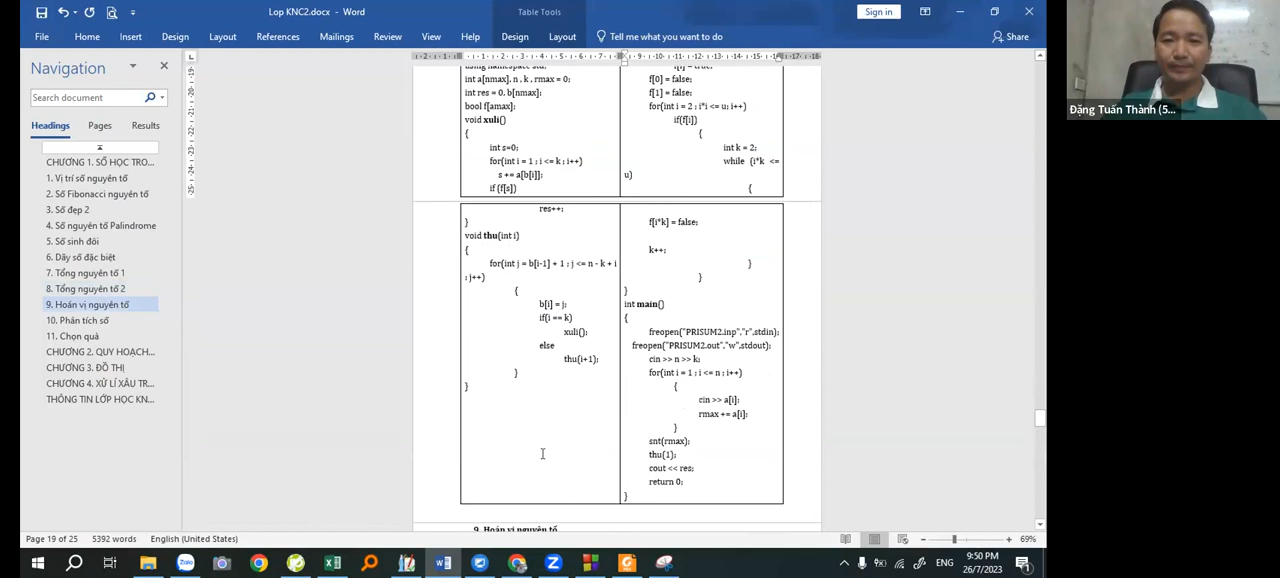 Lop KNC2.docx - Word
Table Tools
Sign in
File
Home
Insert
Design
Layout
References
Mailings
Review
View
Help
Design
Layout
Tell me what you want to do
Share
Đặng Tuấn Thành (5...
Navigation
Search document
Headings
Pages
Results
CHƯƠNG 1. SỐ HỌC TRO...
1. Vị trí số nguyên tố
2. Số Fibonacci nguyên tố
3. Số đẹp 2
4. Số nguyên tố Palindrome
5. Số sinh đôi
6. Dãy số đặc biệt
7. Tổng nguyên tố 1
8. Tổng nguyên tố 2
9. Hoán vị nguyên tố
10. Phân tích số
11. Chọn quà
CHƯƠNG 2. QUY HOẠCH...
CHƯƠNG 3. ĐỒ THỊ
CHƯƠNG 4. XỬ LÍ XÂU TR...
THÔNG TIN LỚP HỌC KN...
using namespace std;
int a[nmax], n , k , rmax = 0;
int res = 0, b[nmax];
bool f[amax];
void xuli()
{
int s=0;
for(int i = 1 ; i <= k ; i++)
s += a[b[i]];
if (f[s])
res++;
}
void thu(int i)
{
for(int j = b[i-1] + 1 ; j <= n - k + i
; j++)
{
b[i] = j;
if(i == k)
xuli();
else
thu(i+1);
}
}
f[i] = true;
f[0] = false;
f[1] = false;
for(int i = 2 ; i*i <= u; i++)
if(f[i])
{
int k = 2;
while (i*k <=
u)
{
f[i*k] = false;
k++;
}
}
}
int main()
{
freopen("PRISUM2.inp","r",stdin);
freopen("PRISUM2.out","w",stdout);
cin >> n >> k;
for(int i = 1 ; i <= n ; i++)
{
cin >> a[i];
rmax += a[i];
}
snt(rmax);
thu(1);
cout << res;
return 0;
}
9. Hoán vị nguyên tố
Page 19 of 25
5392 words
English (United States)
69%
ENG
9:50 PM
26/7/2023